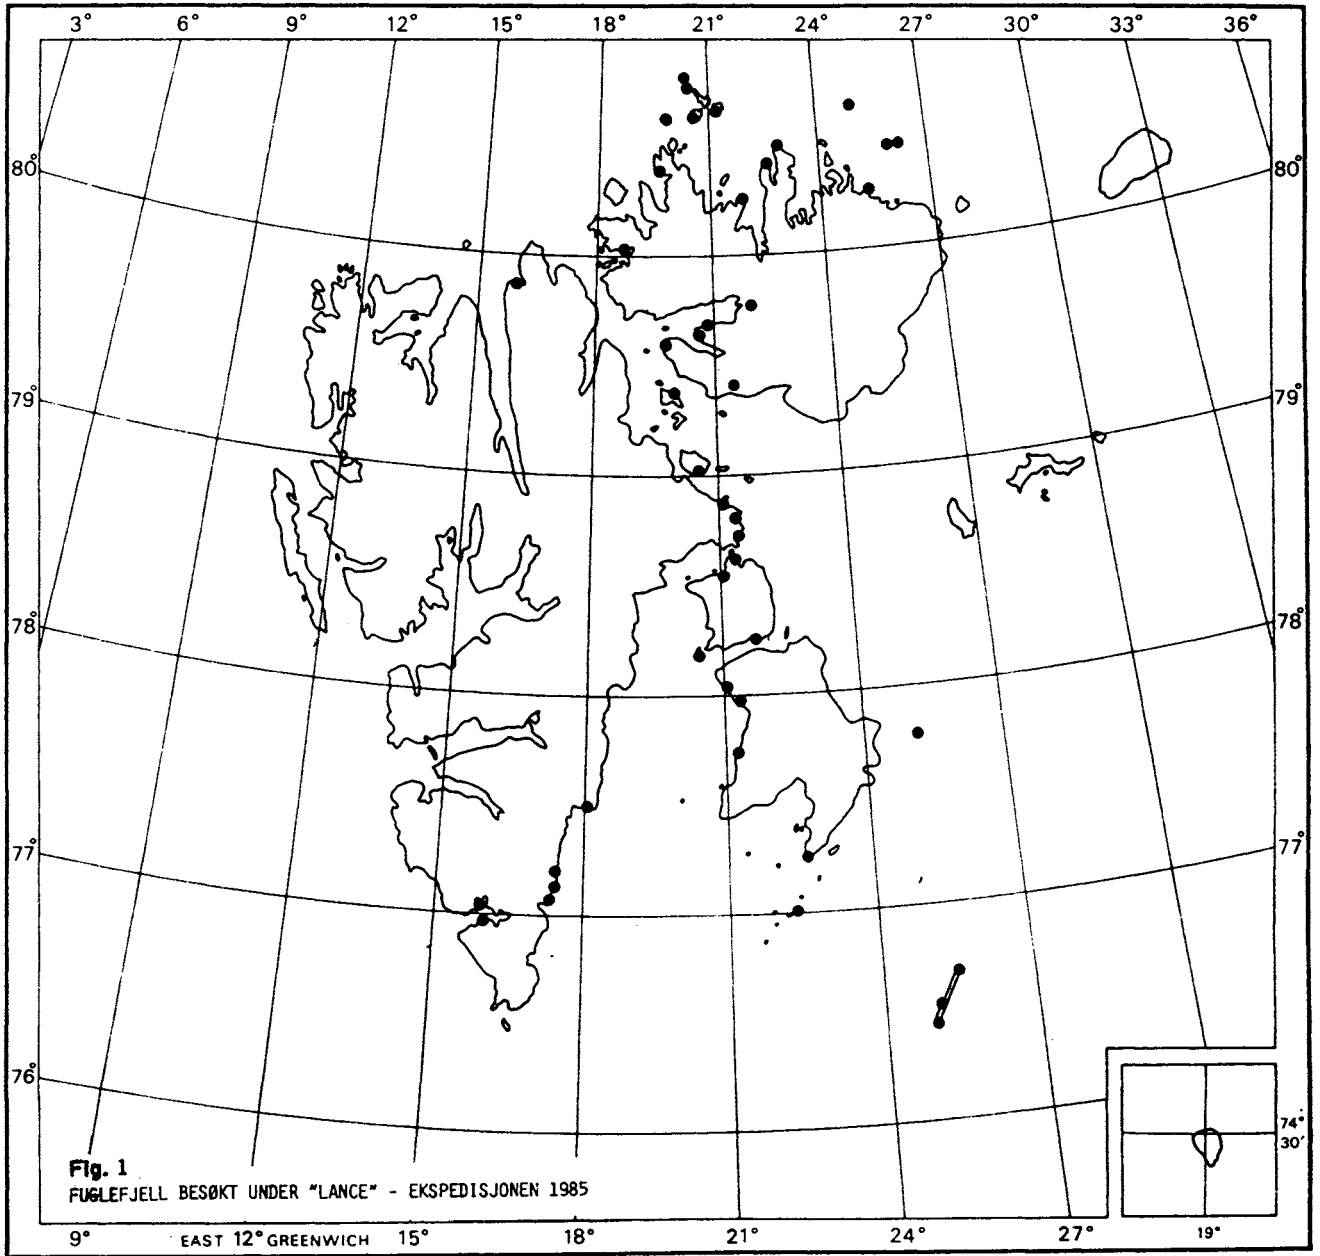 3° 6° 9° 12° 15° 18° 21° 24° 27° 30° 33° 36°
80° 80°
79° 79°
78° 78°
77° 77°
76°
74° 30'
Fig. 1
FUGLEFJELL BESØKT UNDER "LANCE" - EKSPEDISJONEN 1985
9° EAST 12° GREENWICH 15° 18° 21° 24° 27° 19°